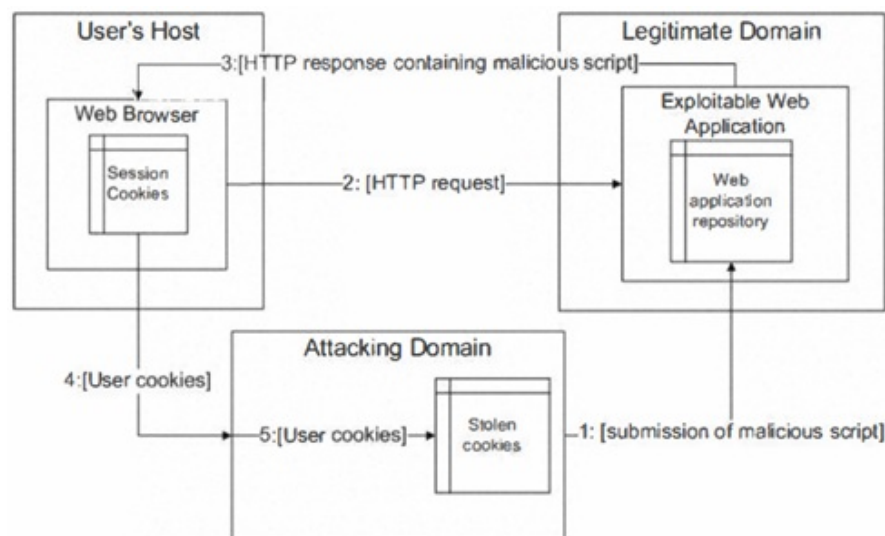 User's Host
Legitimate Domain
3:[HTTP response containing malicious script]
Web Browser
Exploitable Web
Application
Session
Cookies
2: [HTTP request]
Web
application
repository
Attacking Domain
4:[User cookies]
5:[User cookies]
Stolen
cookies
1: [submission of malicious script]